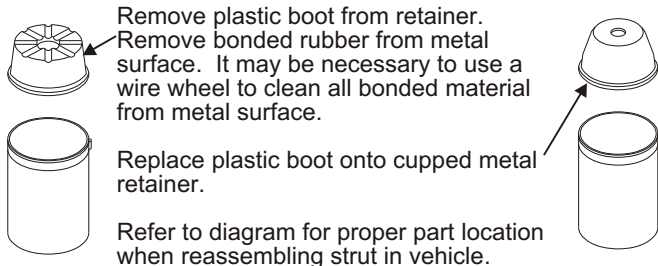 Remove plastic boot from retainer.
Remove bonded rubber from metal
surface.  It may be necessary to use a
wire wheel to clean all bonded material
from metal surface.
Replace plastic boot onto cupped metal
retainer.
Refer to diagram for proper part location
when reassembling strut in vehicle.